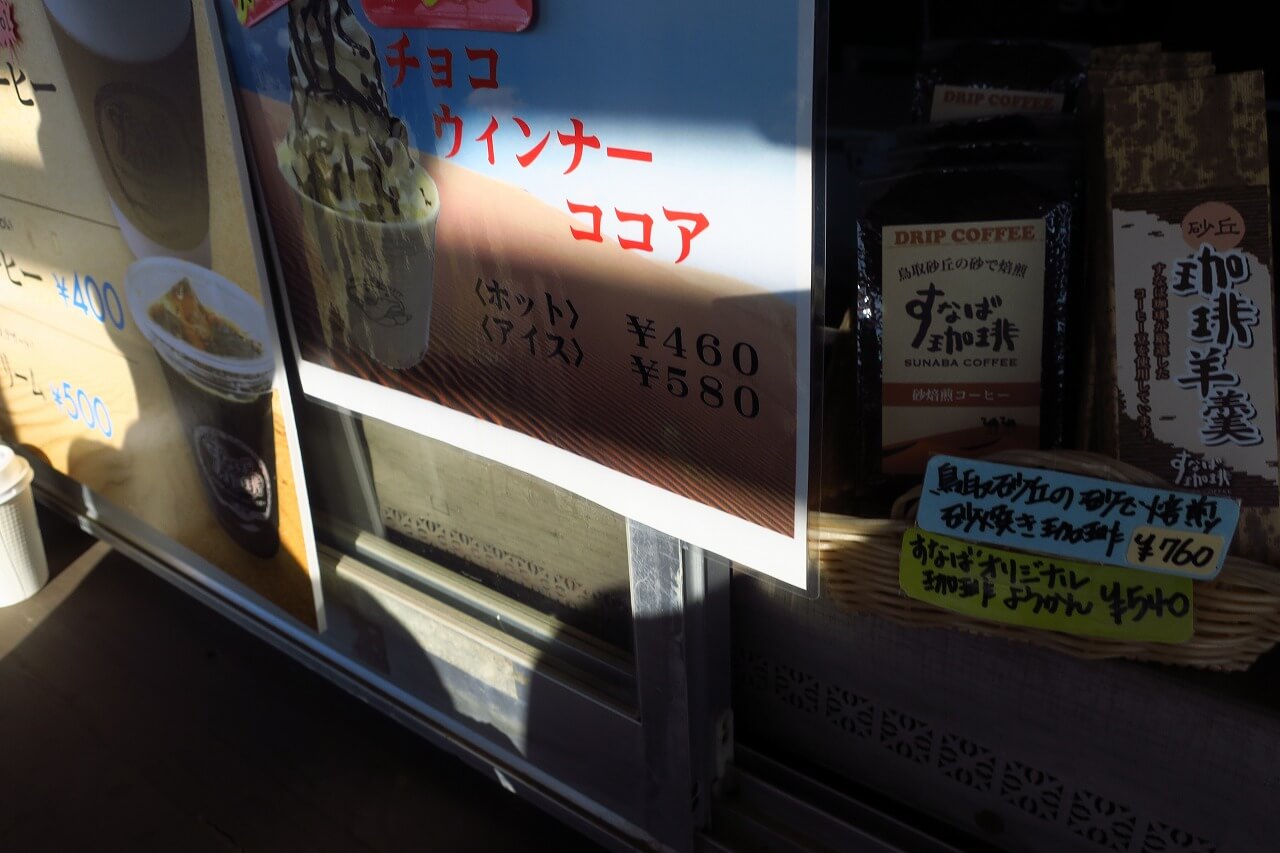 ーヒー
ーヒー ¥400
リーム ¥500
チョコ
ウィンナー
ココア
〈ホット〉 ¥460
〈アイス〉 ¥580
DRIP COFFEE
DRIP COFFEE
鳥取砂丘の砂で焙煎
すなば
珈琲
SUNABA COFFEE
砂焙煎コーヒー
砂丘
珈琲羊羹
すなば
珈琲
鳥取砂丘の砂で焙煎
砂焼き珈琲 ¥760
すなばオリジナル
珈琲ようかん ¥540